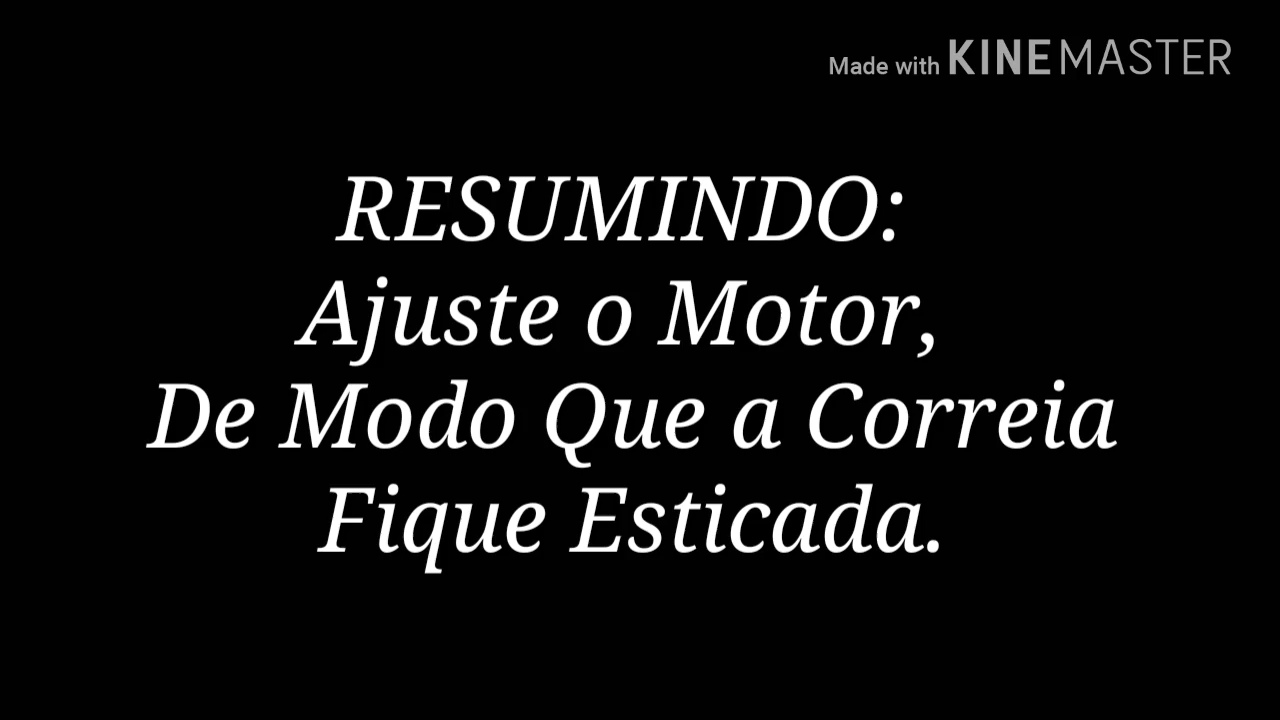 Made with KINEMASTER
RESUMINDO:
Ajuste o Motor,
De Modo Que a Correia
Fique Esticada.